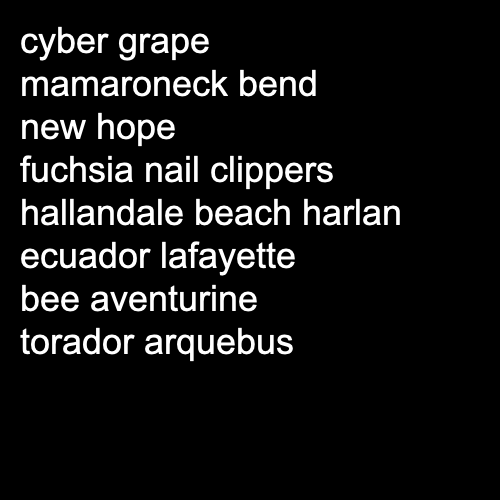 cyber grape
mamaroneck bend
new hope
fuchsia nail clippers
hallandale beach harlan
ecuador lafayette
bee aventurine
torador arquebus